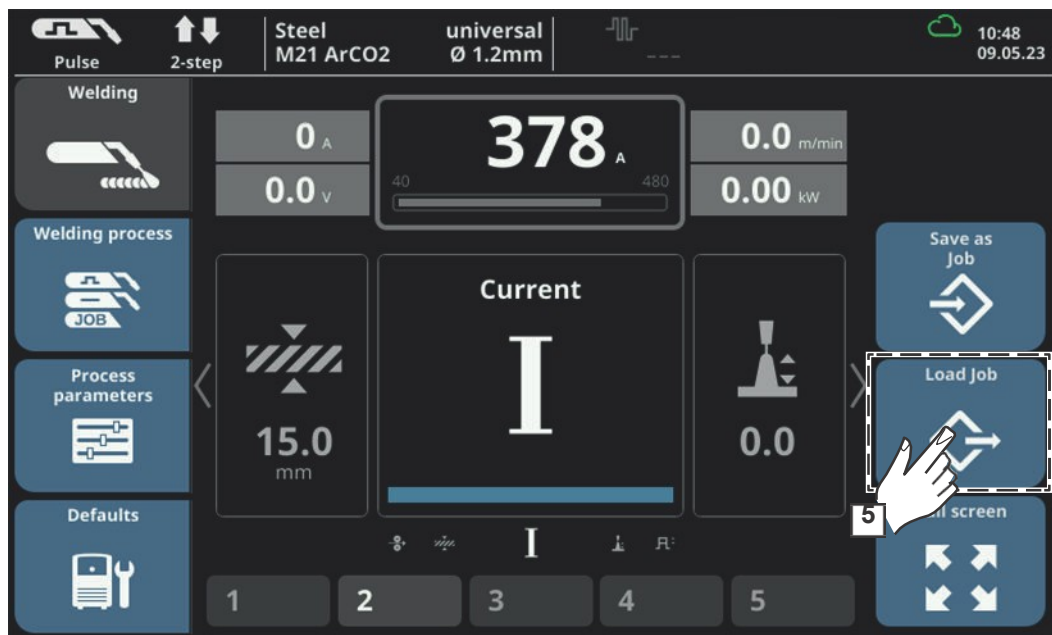 Pulse
2-step
Steel universal
M21 ArCO2 Ø 1.2mm
---
10:48
09.05.23
Welding
0 A
378 A
0.0 m/min
0.0 V
40 480
0.00 kW
Welding process
JOB
Process
parameters
Defaults
Current
I
15.0
mm
0.0
Save as
Job
Load Job
5
screen
I
1 2 3 4 5